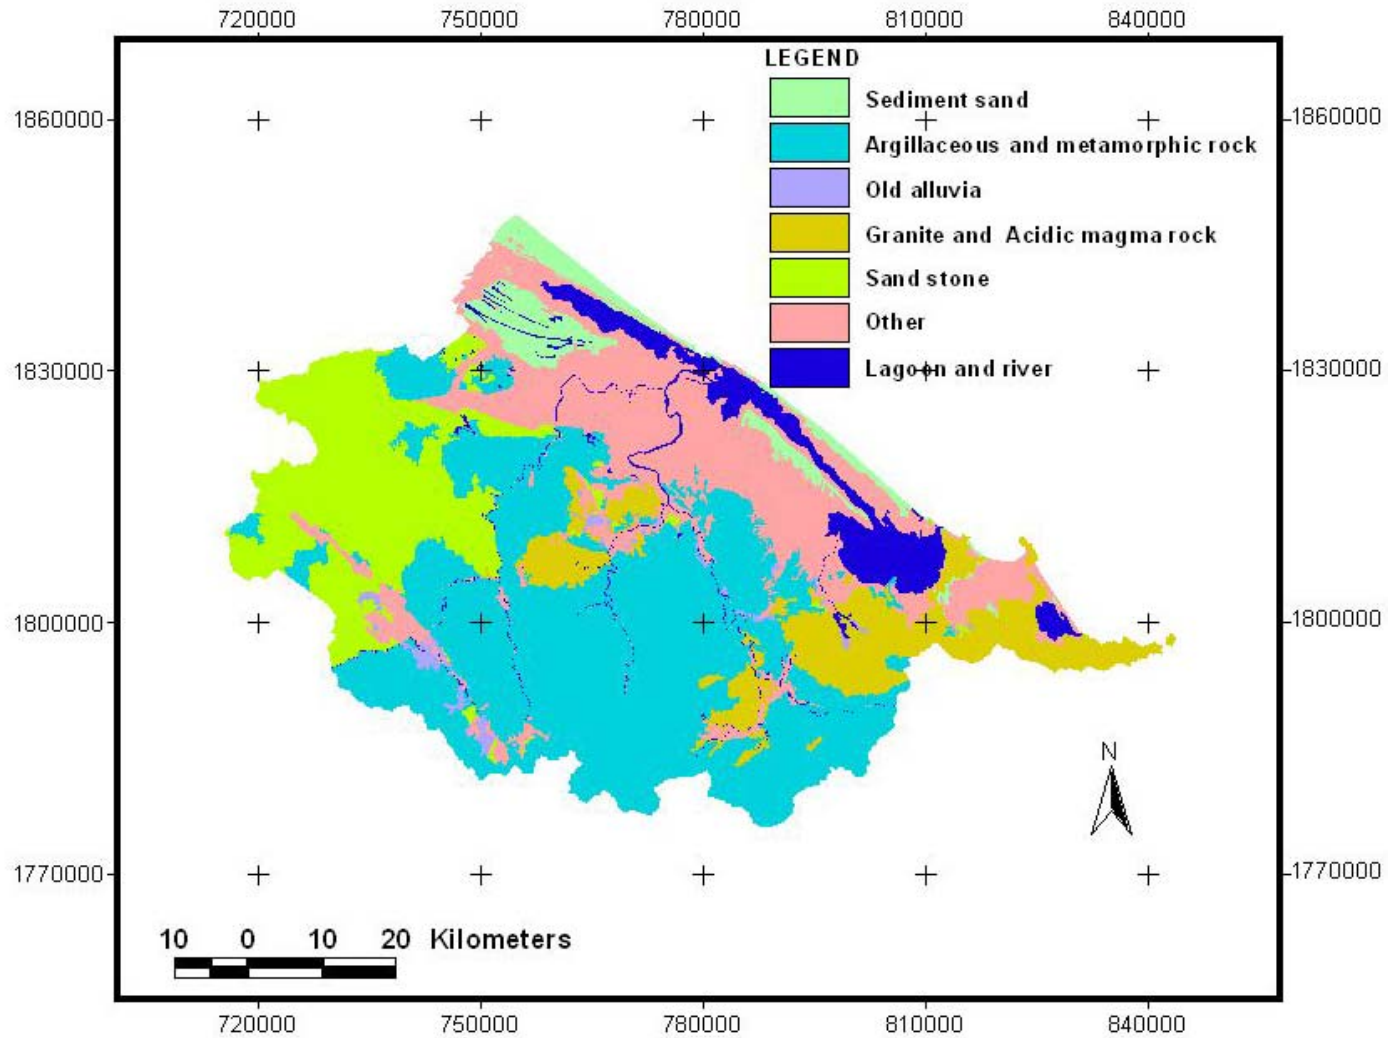 720000 750000 780000 810000 840000
LEGEND
Sediment sand
1860000 1860000
Argillaceous and metamorphic rock
Old alluvia
Granite and Acidic magma rock
Sand stone
Other
1830000 Lagoon and river 1830000
1800000 1800000
N
1770000 1770000
10 0 10 20 Kilometers
720000 750000 780000 810000 840000